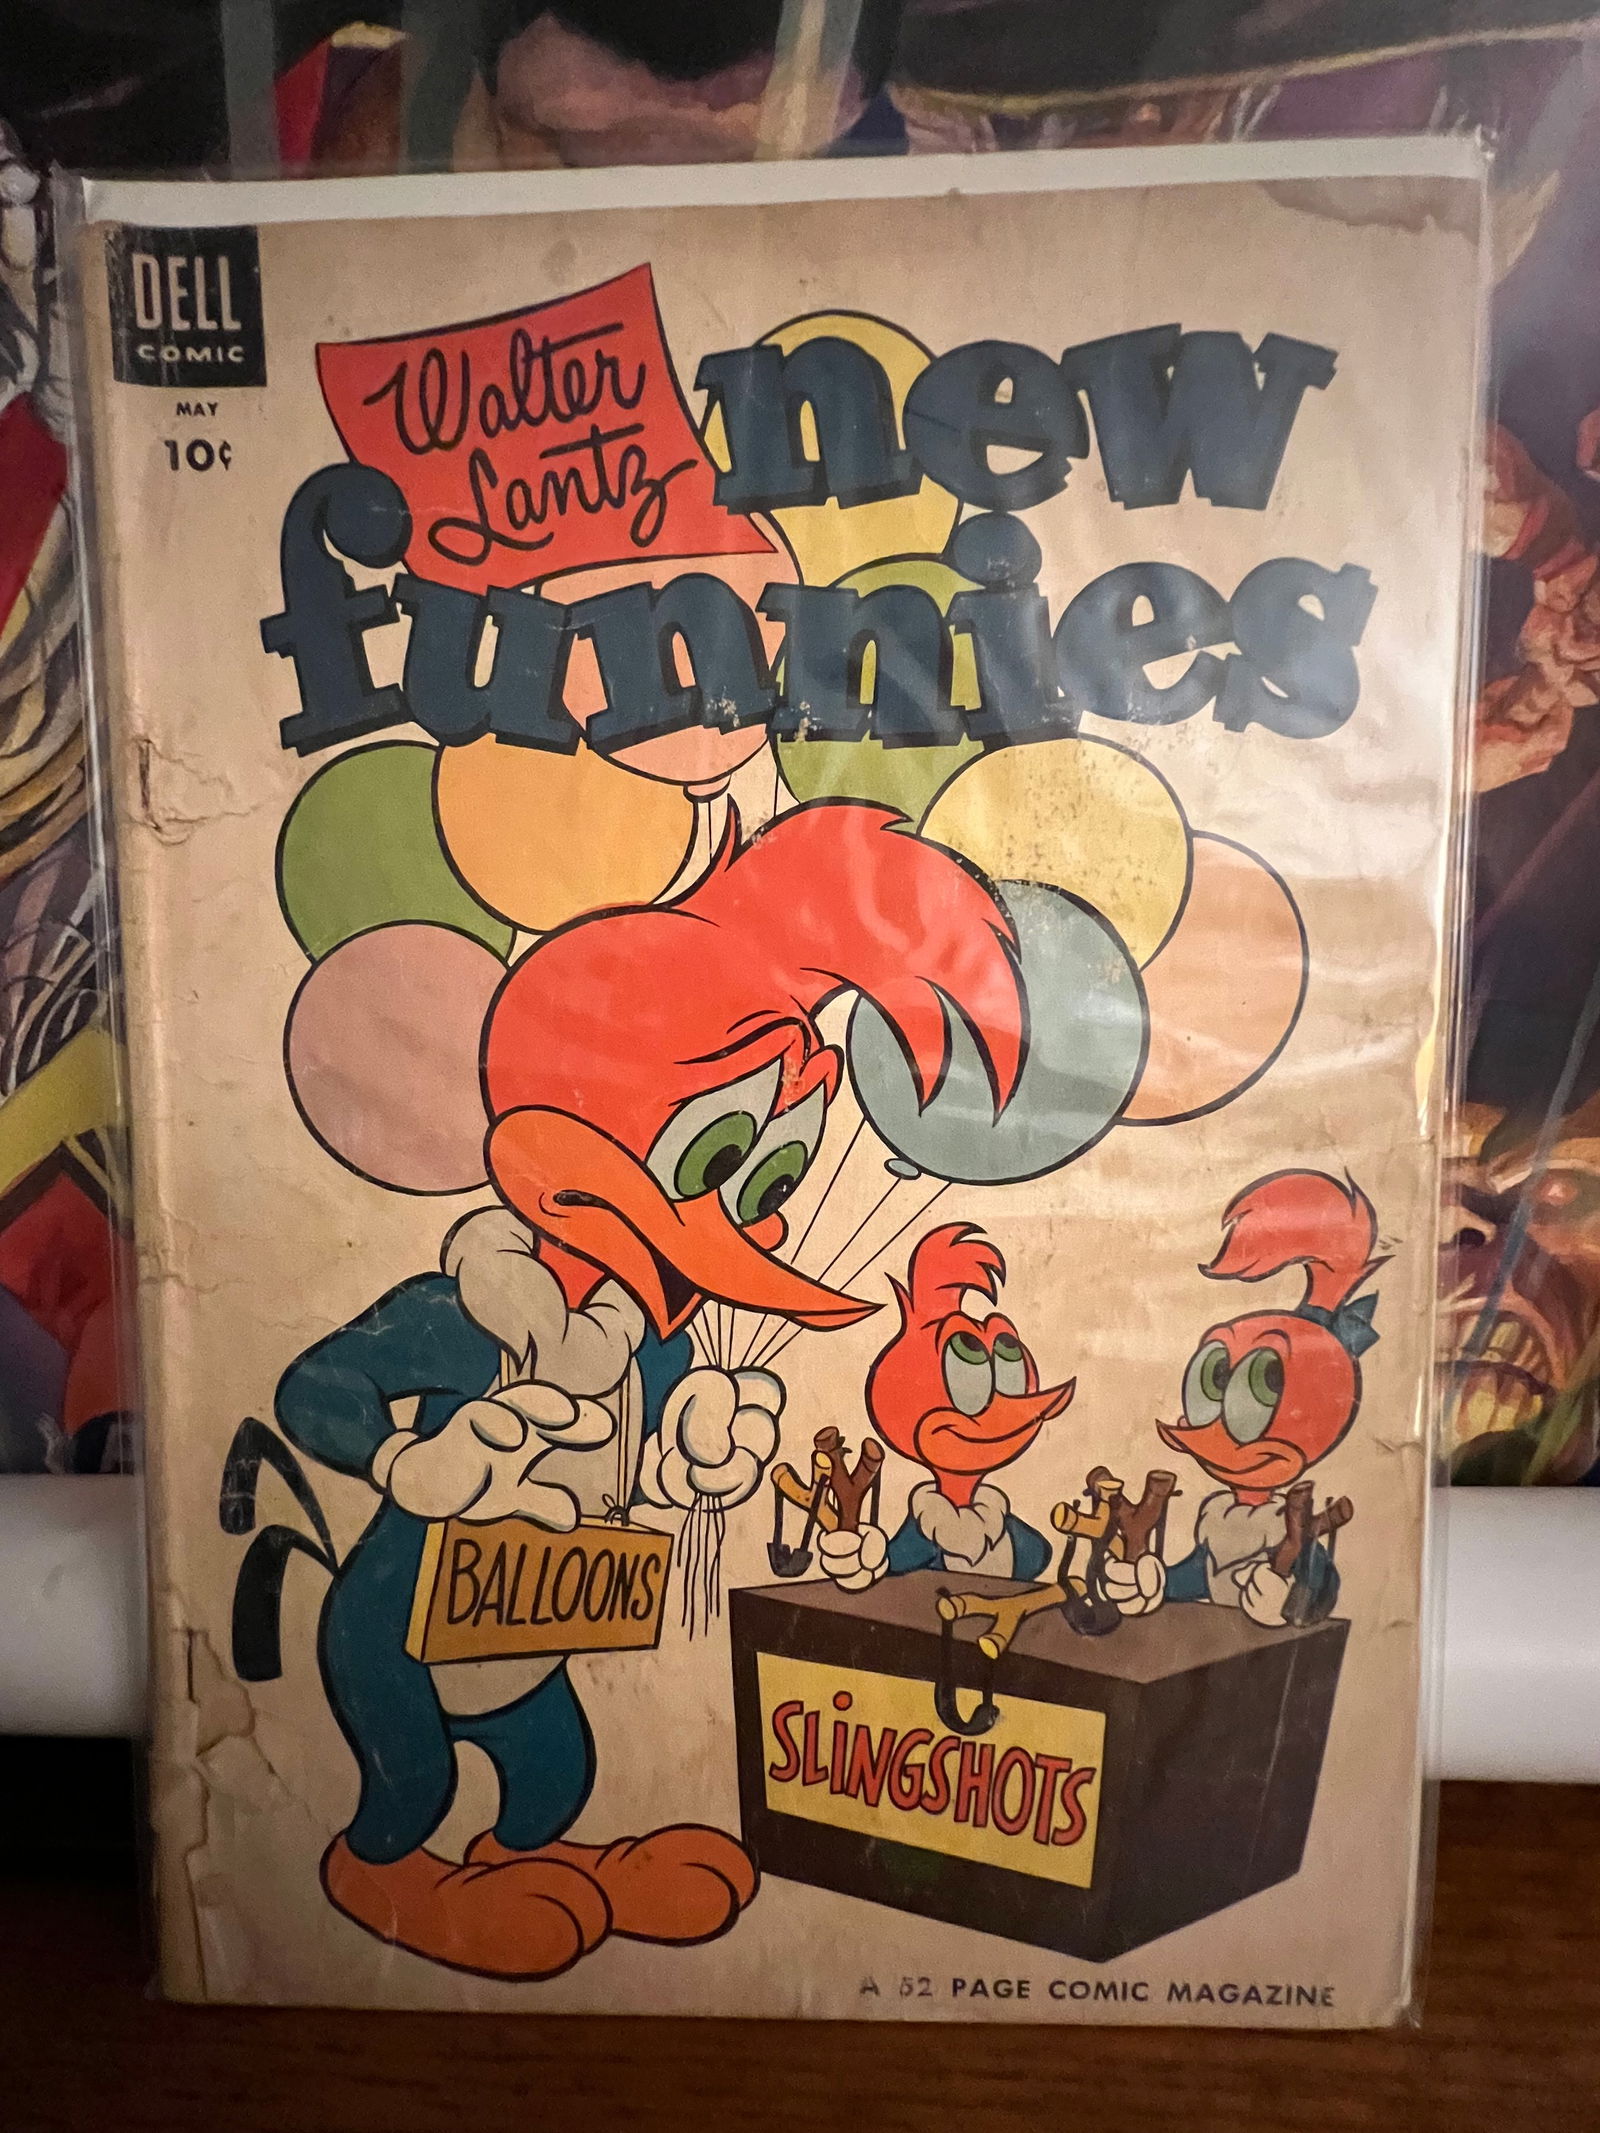 DELL
COMIC
MAY
10¢
Walter
Lantz
new
funnies
BALLOONS
SLiNGSHOTS
A 52 PAGE COMIC MAGAZINE